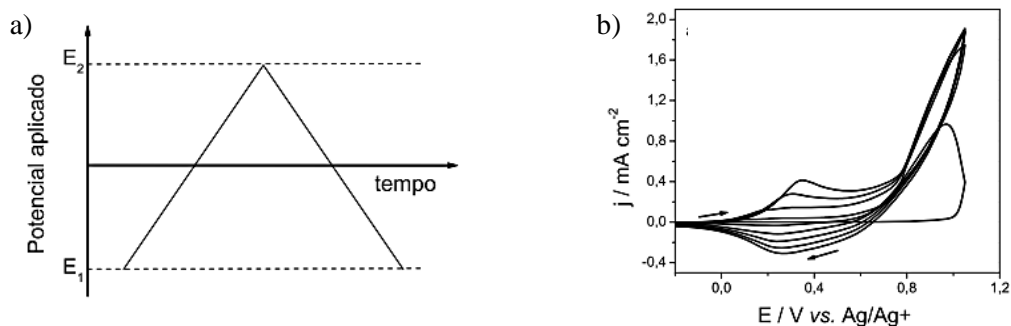 a)
E₂
Potencial aplicado
tempo
E₁
b)
2,0
a
1,6
1,2
0,8
0,4
0,0
-0,4
j / mA cm⁻²
0,0 0,4 0,8 1,2
E / V vs. Ag/Ag+